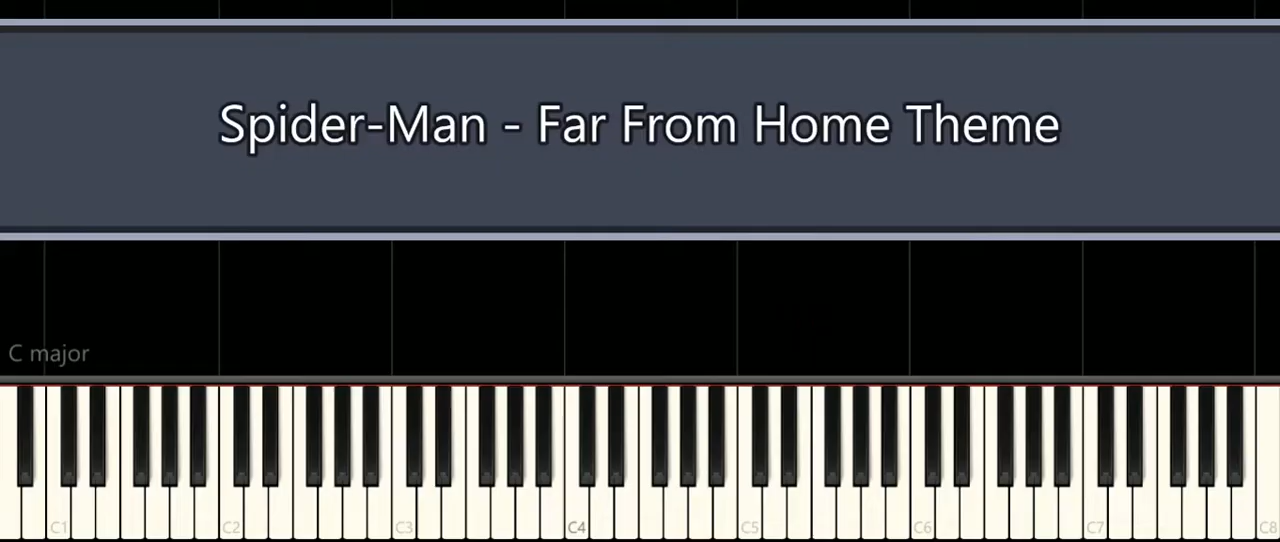 Spider-Man - Far From Home Theme
C major
C1 C2 C3 C4 C5 C6 C7 C8